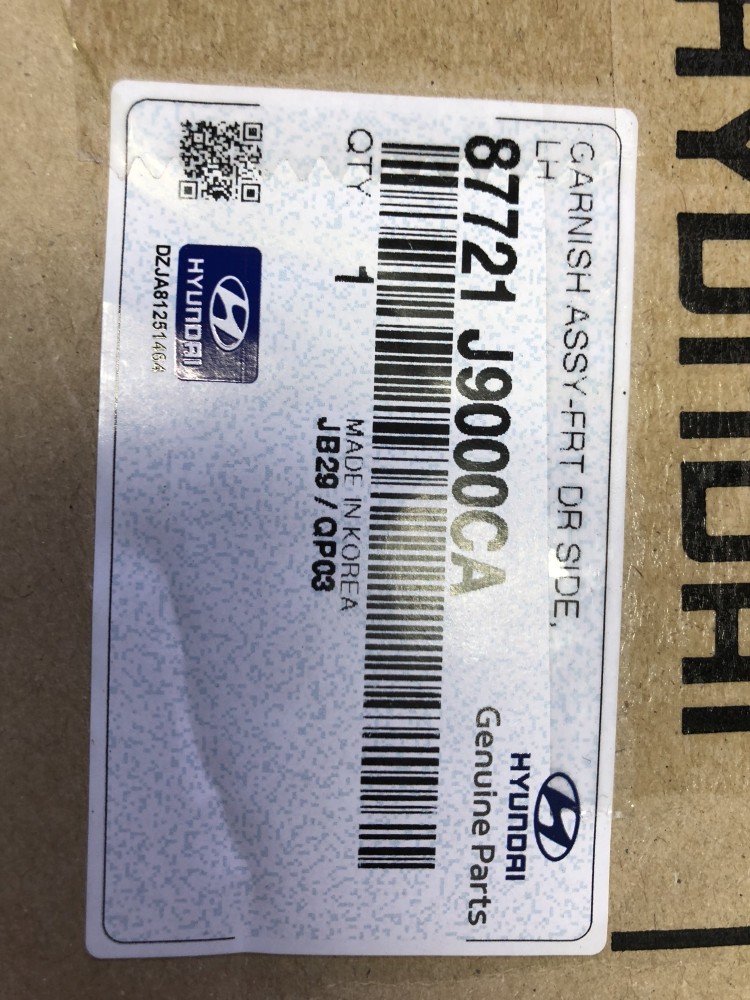 GARNISH ASSY-FRT DR SIDE,
LH
HYUNDAI
Genuine Parts
87721 J9000CA
QTY 1
MADE IN KOREA
JB29 / QP03
HYUNDAI
DZJA8125146A
HYUNDAI